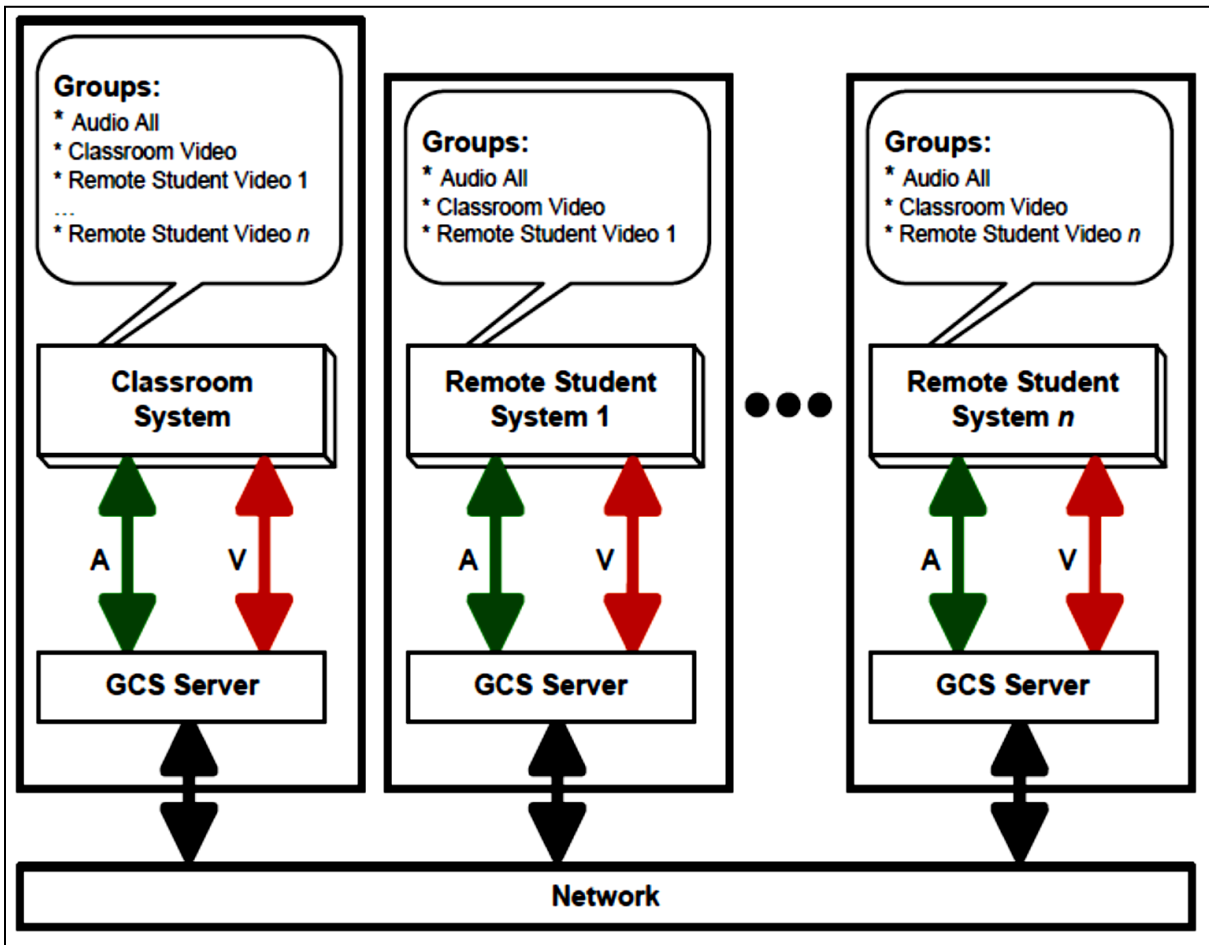 Groups:
* Audio All
* Classroom Video
* Remote Student Video 1
...
* Remote Student Video n
Classroom
System
A
V
GCS Server
Groups:
* Audio All
* Classroom Video
* Remote Student Video 1
Remote Student
System 1
A
V
GCS Server
Groups:
* Audio All
* Classroom Video
* Remote Student Video n
Remote Student
System n
A
V
GCS Server
Network